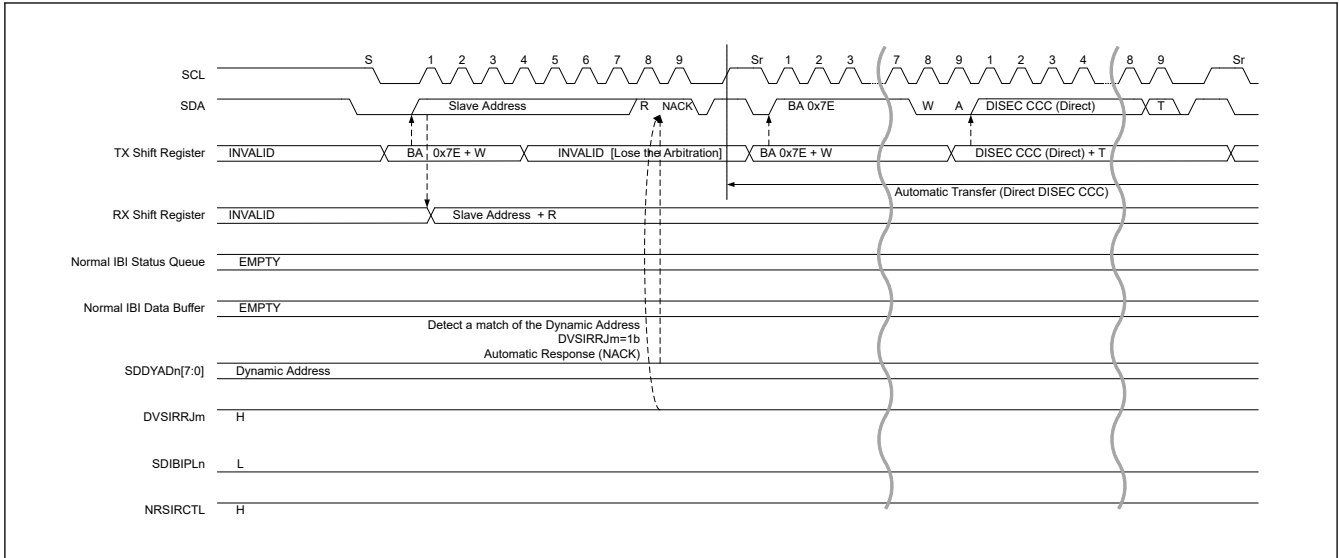 S 1 2 3 4 5 6 7 8 9 Sr 1 2 3 7 8 9 1 2 3 4 8 9 Sr
SCL
SDA Slave Address R NACK BA 0x7E W A DISEC CCC (Direct) T
TX Shift Register INVALID BA 0x7E + W INVALID [Lose the Arbitration] BA 0x7E + W DISEC CCC (Direct) + T
Automatic Transfer (Direct DISEC CCC)
RX Shift Register INVALID Slave Address + R
Normal IBI Status Queue EMPTY
Normal IBI Data Buffer EMPTY
Detect a match of the Dynamic Address
DVSIRRJm=1b
Automatic Response (NACK)
SDDYADn[7:0] Dynamic Address
DVSIRRJm H
SDIBIPLn L
NRSIRCTL H